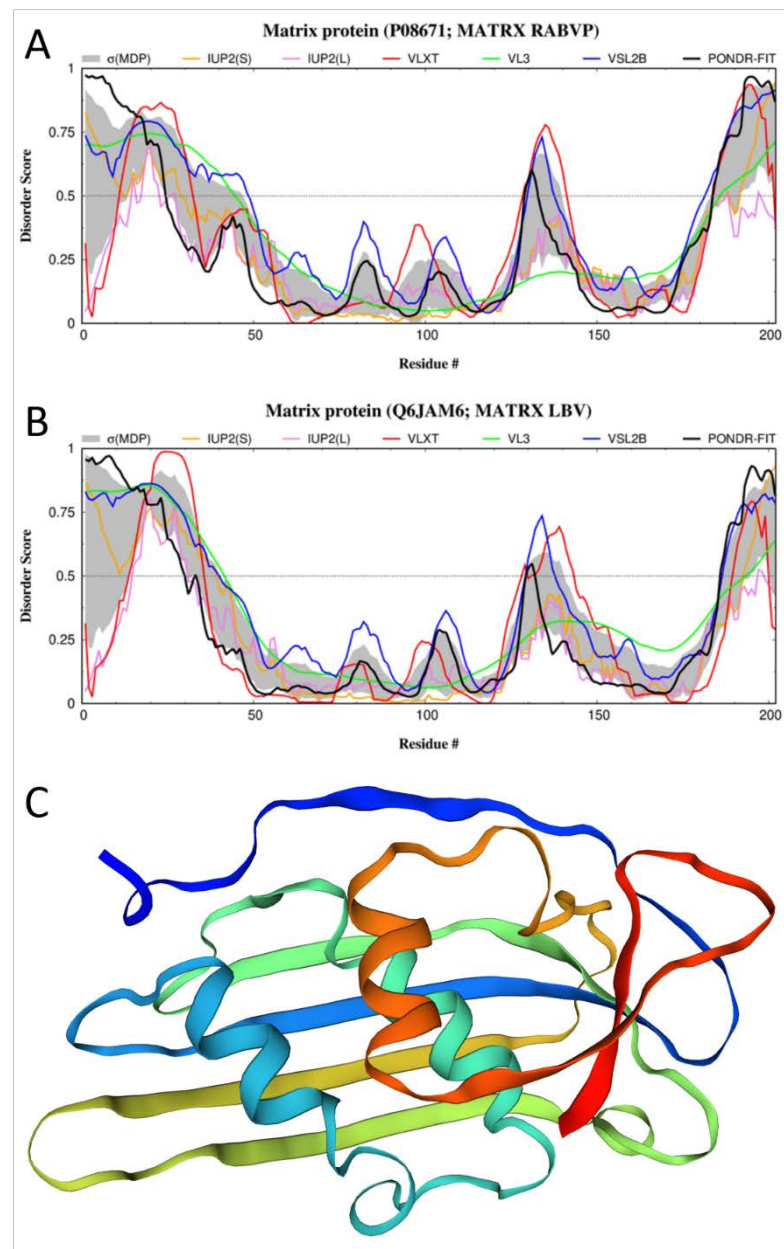 A
Matrix protein (P08671; MATRX RABVP)
σ(MDP) IUP2(S) IUP2(L) VLXT VL3 VSL2B PONDR-FIT
1
0.75
0.5
0.25
0
Disorder Score
0 50 100 150 200
Residue #
B
Matrix protein (Q6JAM6; MATRX LBV)
σ(MDP) IUP2(S) IUP2(L) VLXT VL3 VSL2B PONDR-FIT
1
0.75
0.5
0.25
0
Disorder Score
0 50 100 150 200
Residue #
C